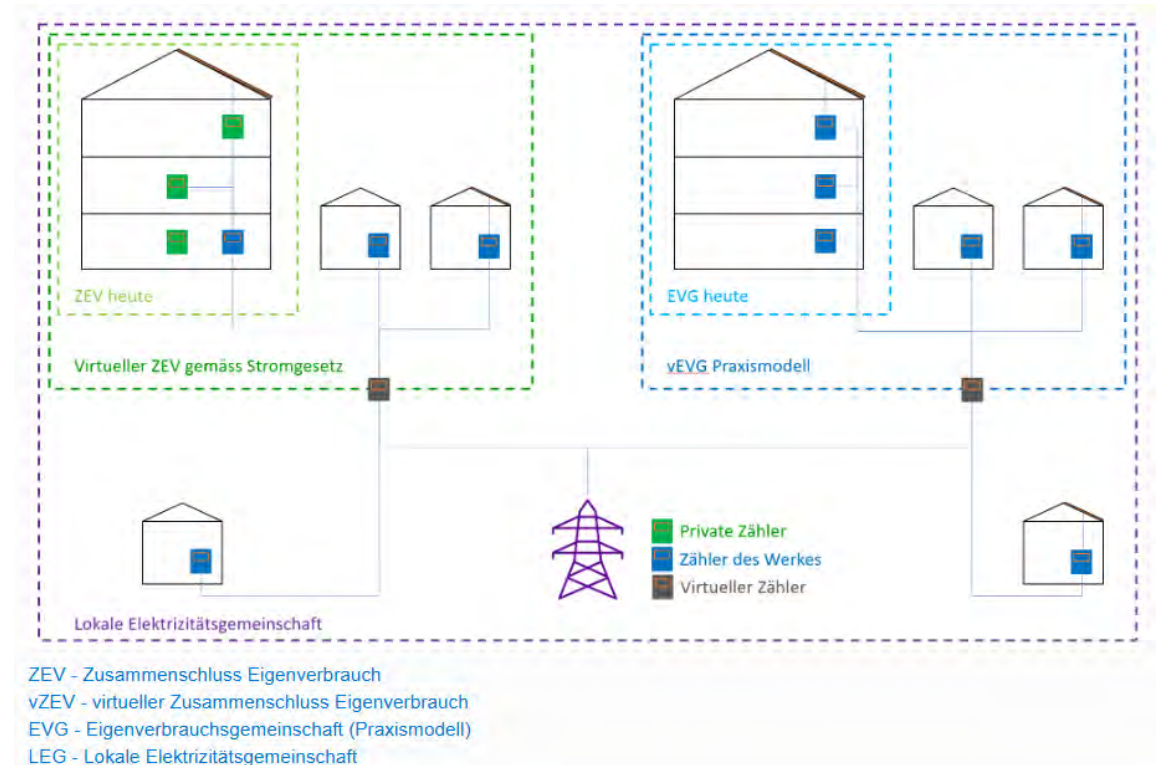 ZEV heute
EVG heute
Virtueller ZEV gemäss Stromgesetz
vEVG Praxismodell
Private Zähler
Zähler des Werkes
Virtueller Zähler
Lokale Elektrizitätsgemeinschaft
ZEV - Zusammenschluss Eigenverbrauch
vZEV - virtueller Zusammenschluss Eigenverbrauch
EVG - Eigenverbrauchsgemeinschaft (Praxismodell)
LEG - Lokale Elektrizitätsgemeinschaft